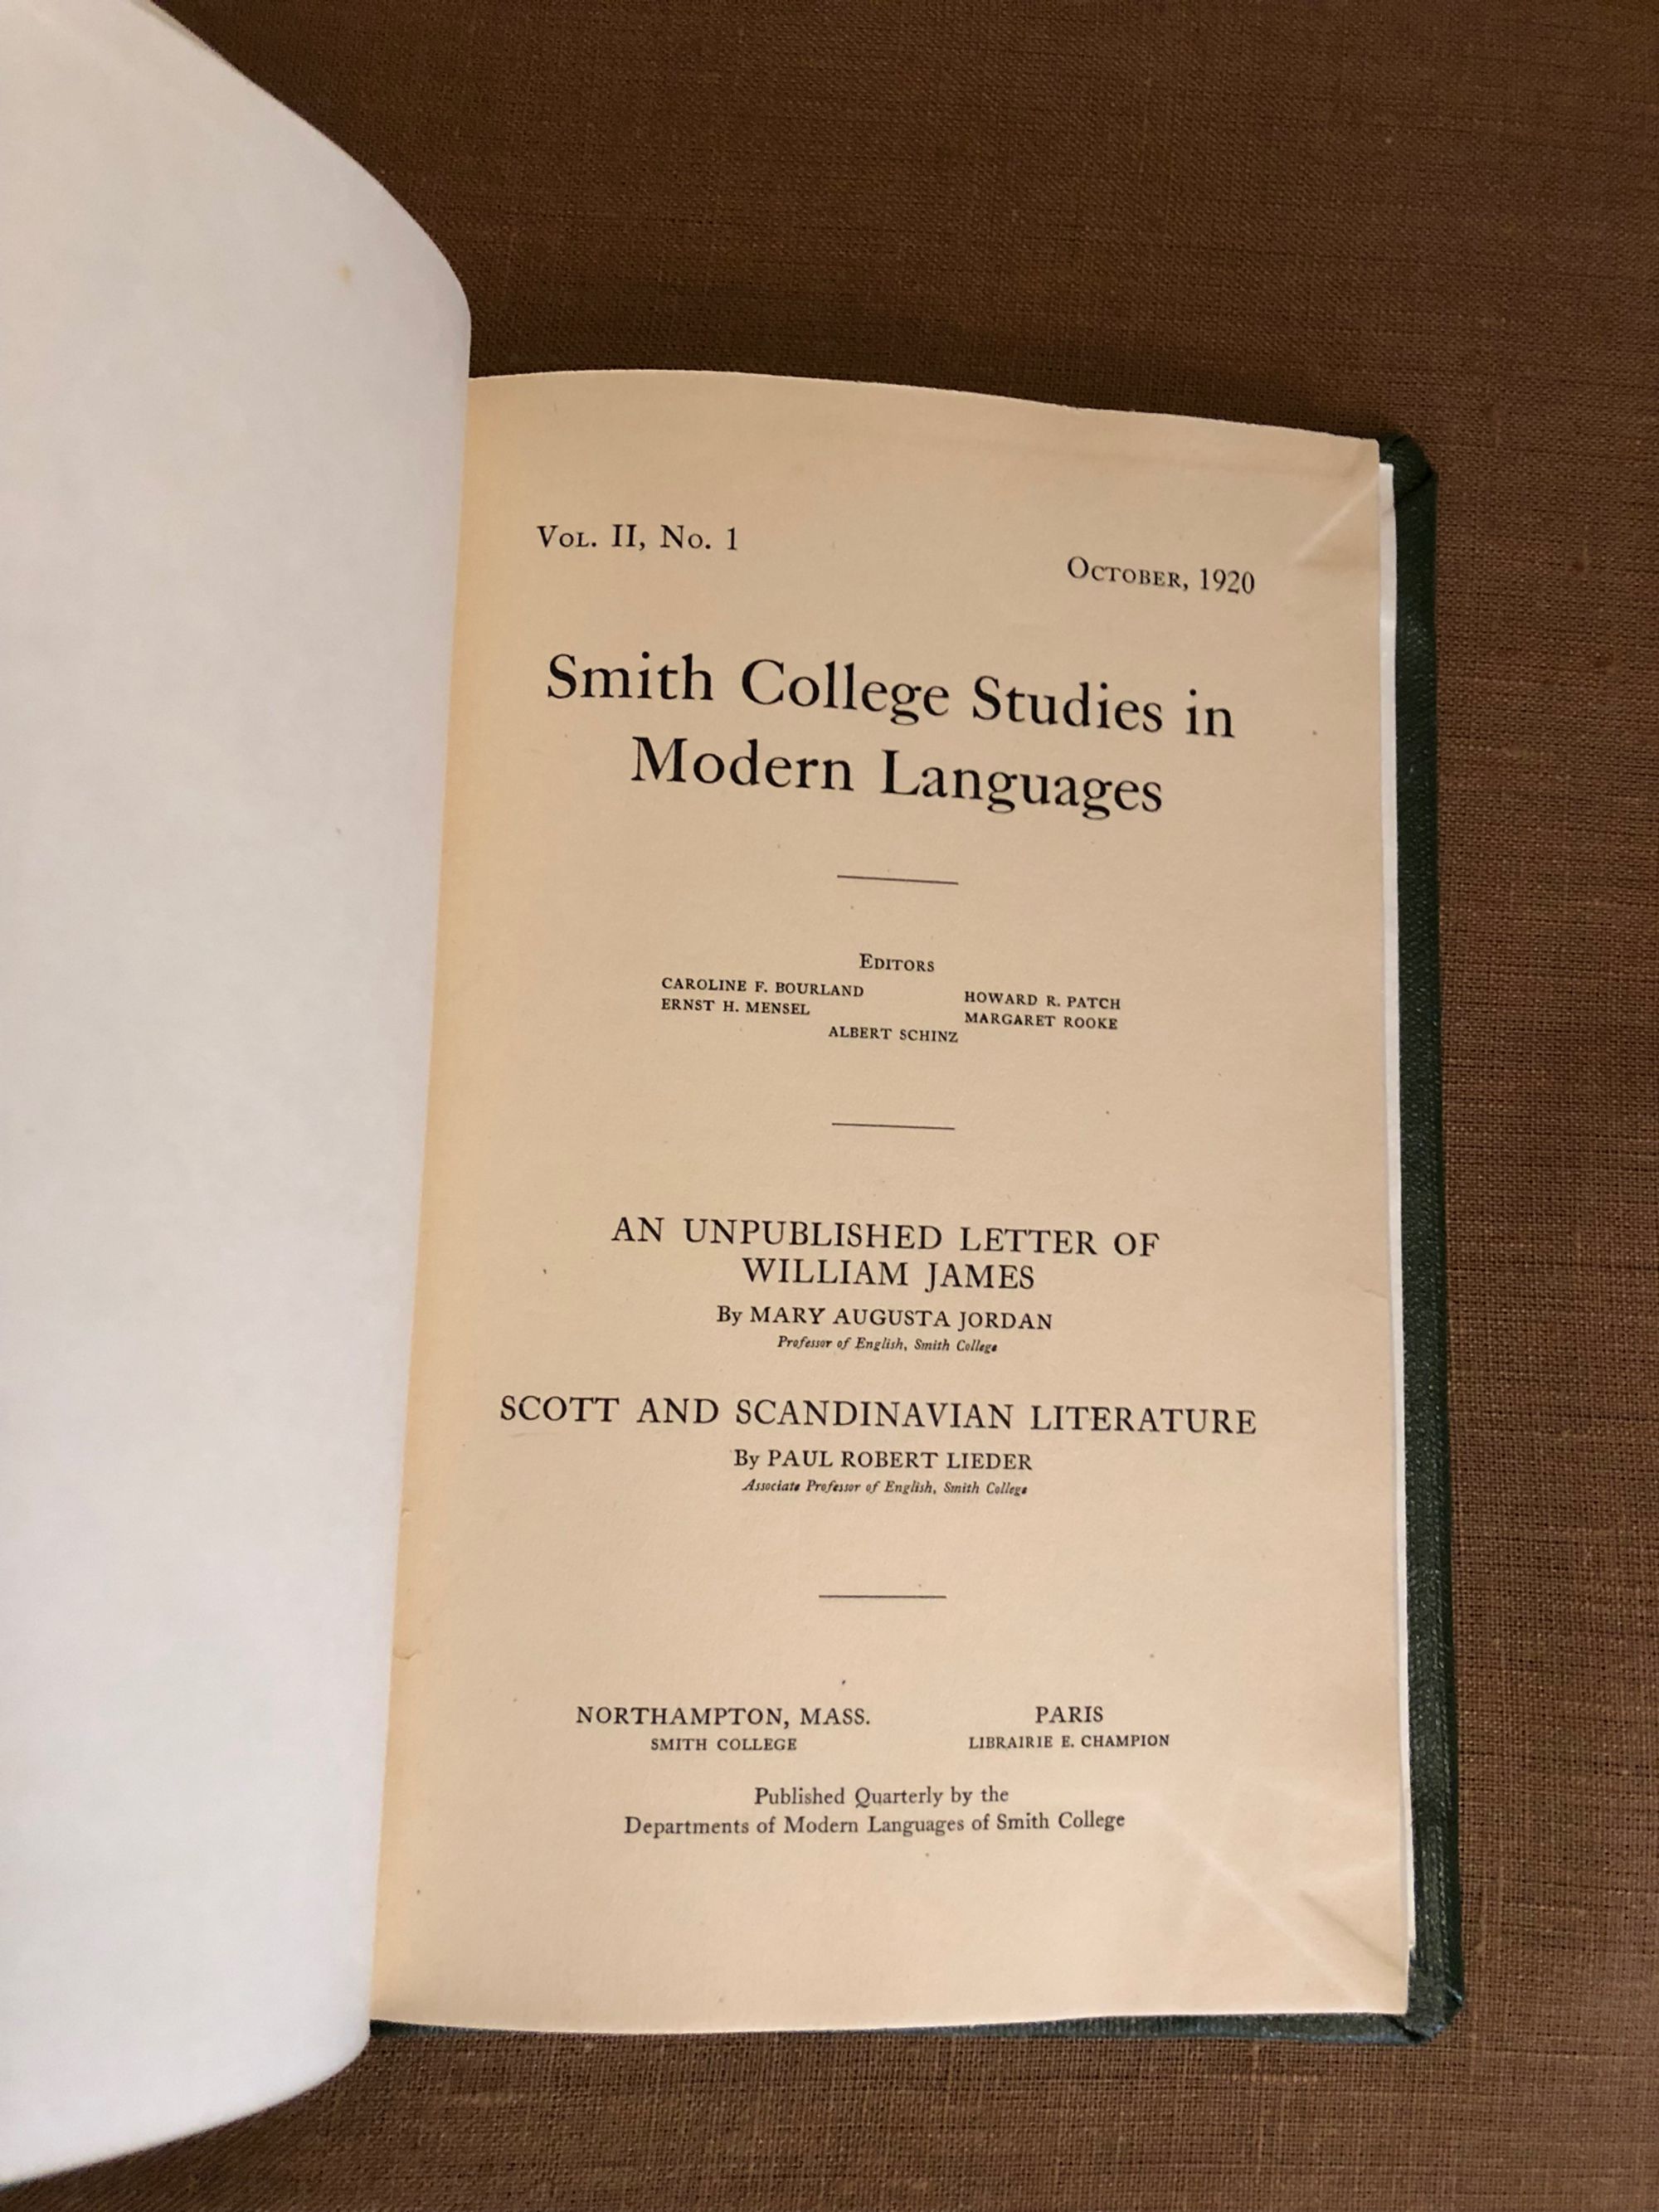 Vol. II, No. 1
October, 1920
Smith College Studies in
Modern Languages
Editors
CAROLINE F. BOURLAND HOWARD R. PATCH
ERNST H. MENSEL MARGARET ROOKE
ALBERT SCHINZ
AN UNPUBLISHED LETTER OF
WILLIAM JAMES
By MARY AUGUSTA JORDAN
Professor of English, Smith College
SCOTT AND SCANDINAVIAN LITERATURE
By PAUL ROBERT LIEDER
Associate Professor of English, Smith College
NORTHAMPTON, MASS. PARIS
SMITH COLLEGE LIBRAIRIE E. CHAMPION
Published Quarterly by the
Departments of Modern Languages of Smith College